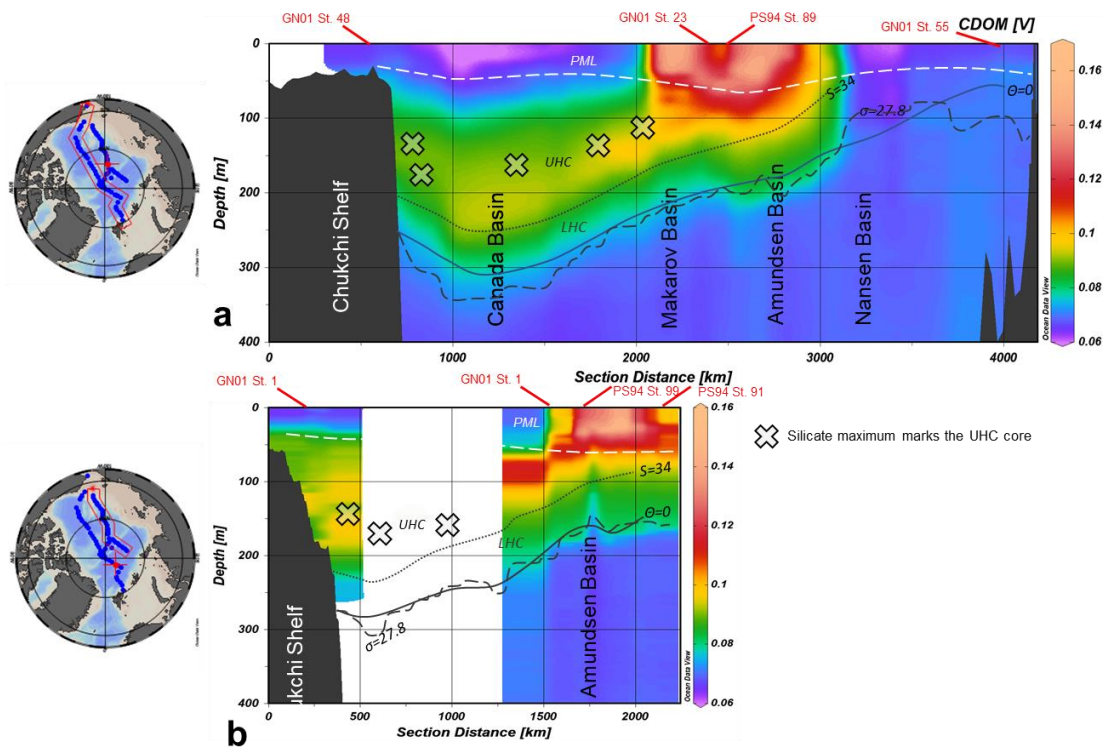 GN01 St. 48
GN01 St. 23
PS94 St. 89
GN01 St. 55
CDOM [V]
0
100
200
300
400
Depth [m]
PML
S=34
Θ=0
σ=27.8
UHC
LHC
Chukchi Shelf
Canada Basin
Makarov Basin
Amundsen Basin
Nansen Basin
a
1000
2000
3000
4000
Section Distance [km]
Ocean Data View
0.16
0.14
0.12
0.1
0.08
0.06
GN01 St. 1
GN01 St. 1
PS94 St. 99
PS94 St. 91
0
100
200
300
400
Depth [m]
PML
S=34
Θ=0
σ=27.8
UHC
LHC
ukchi Shelf
Amundsen Basin
b
0
500
1000
1500
2000
Section Distance [km]
Ocean Data View
0.16
0.14
0.12
0.1
0.08
0.06
Silicate maximum marks the UHC core